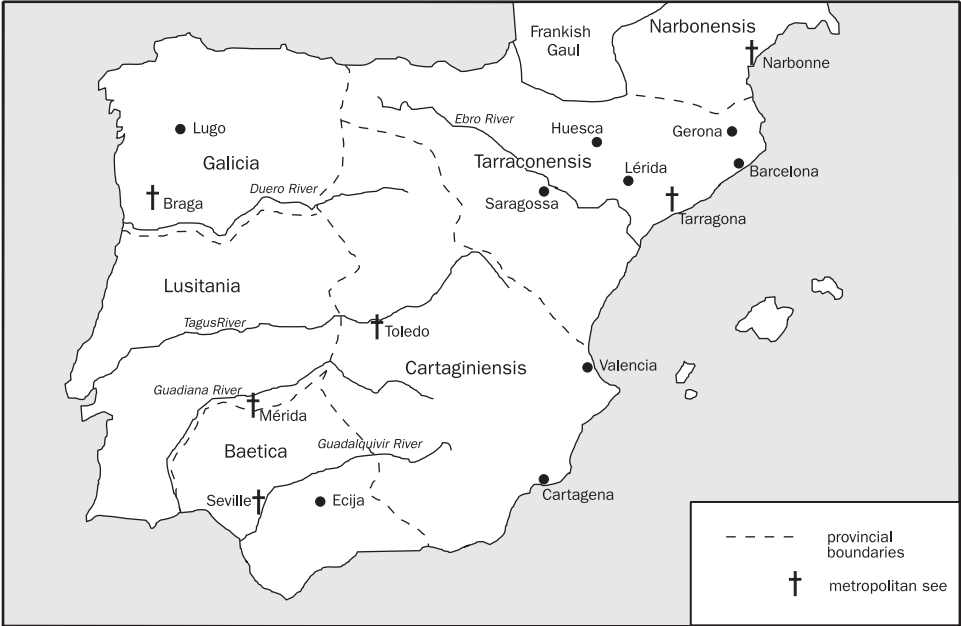 Frankish
Gaul
Narbonensis
Narbonne
Ebro River
Huesca
Gerona
Lugo
Galicia
Tarraconensis
Lérida
Barcelona
Duero River
Braga
Saragossa
Tarragona
Lusitania
TagusRiver
Toledo
Cartaginiensis
Valencia
Guadiana River
Mérida
Baetica
Guadalquivir River
Seville
Ecija
Cartagena
provincial
boundaries
metropolitan see